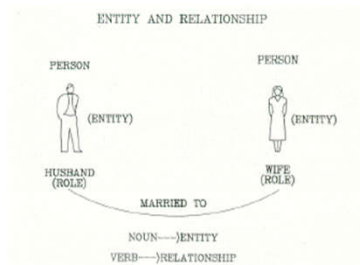 ENTITY AND RELATIONSHIP
PERSON
PERSON
(ENTITY)
(ENTITY)
HUSBAND
(ROLE)
WIFE
(ROLE)
MARRIED TO
NOUN--->ENTITY
VERB--->RELATIONSHIP